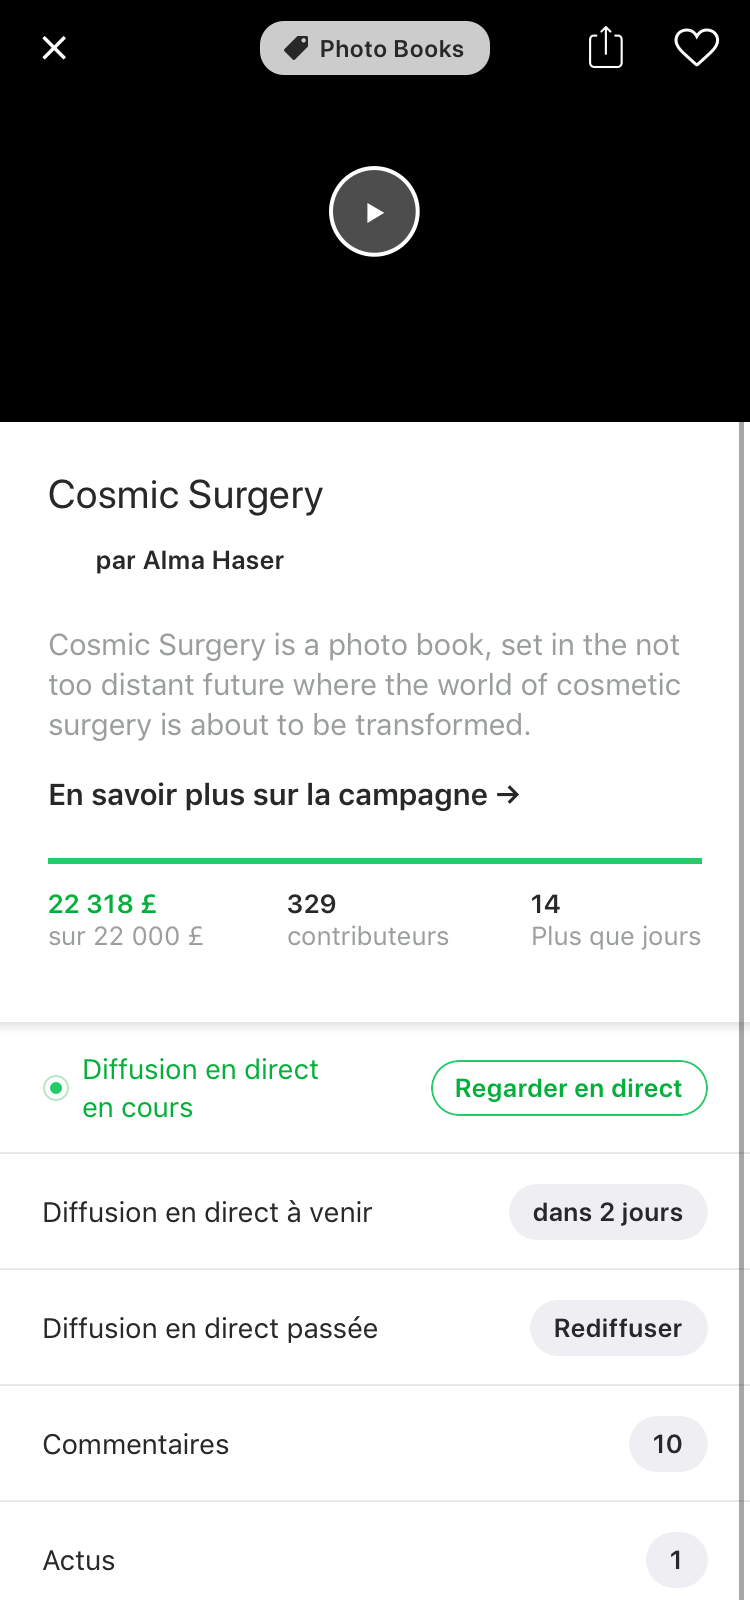 Photo Books
Cosmic Surgery
par Alma Haser
Cosmic Surgery is a photo book, set in the not
too distant future where the world of cosmetic
surgery is about to be transformed.
En savoir plus sur la campagne →
22 318 £
sur 22 000 £
329
contributeurs
14
Plus que jours
Diffusion en direct
en cours
Regarder en direct
Diffusion en direct à venir
dans 2 jours
Diffusion en direct passée
Rediffuser
Commentaires
10
Actus
1